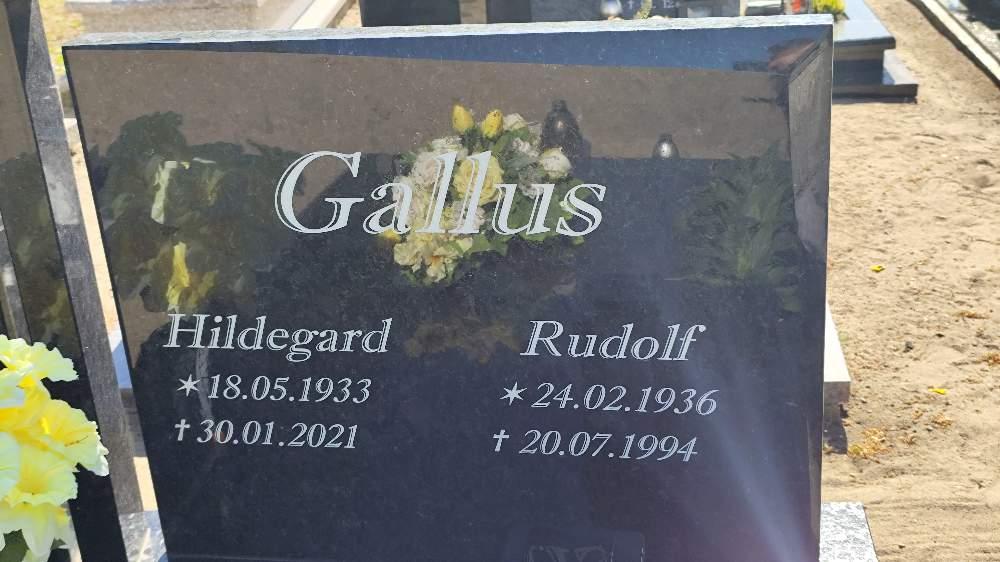 Gallus
Hildegard
* 18.05.1933
† 30.01.2021
Rudolf
* 24.02.1936
† 20.07.1994